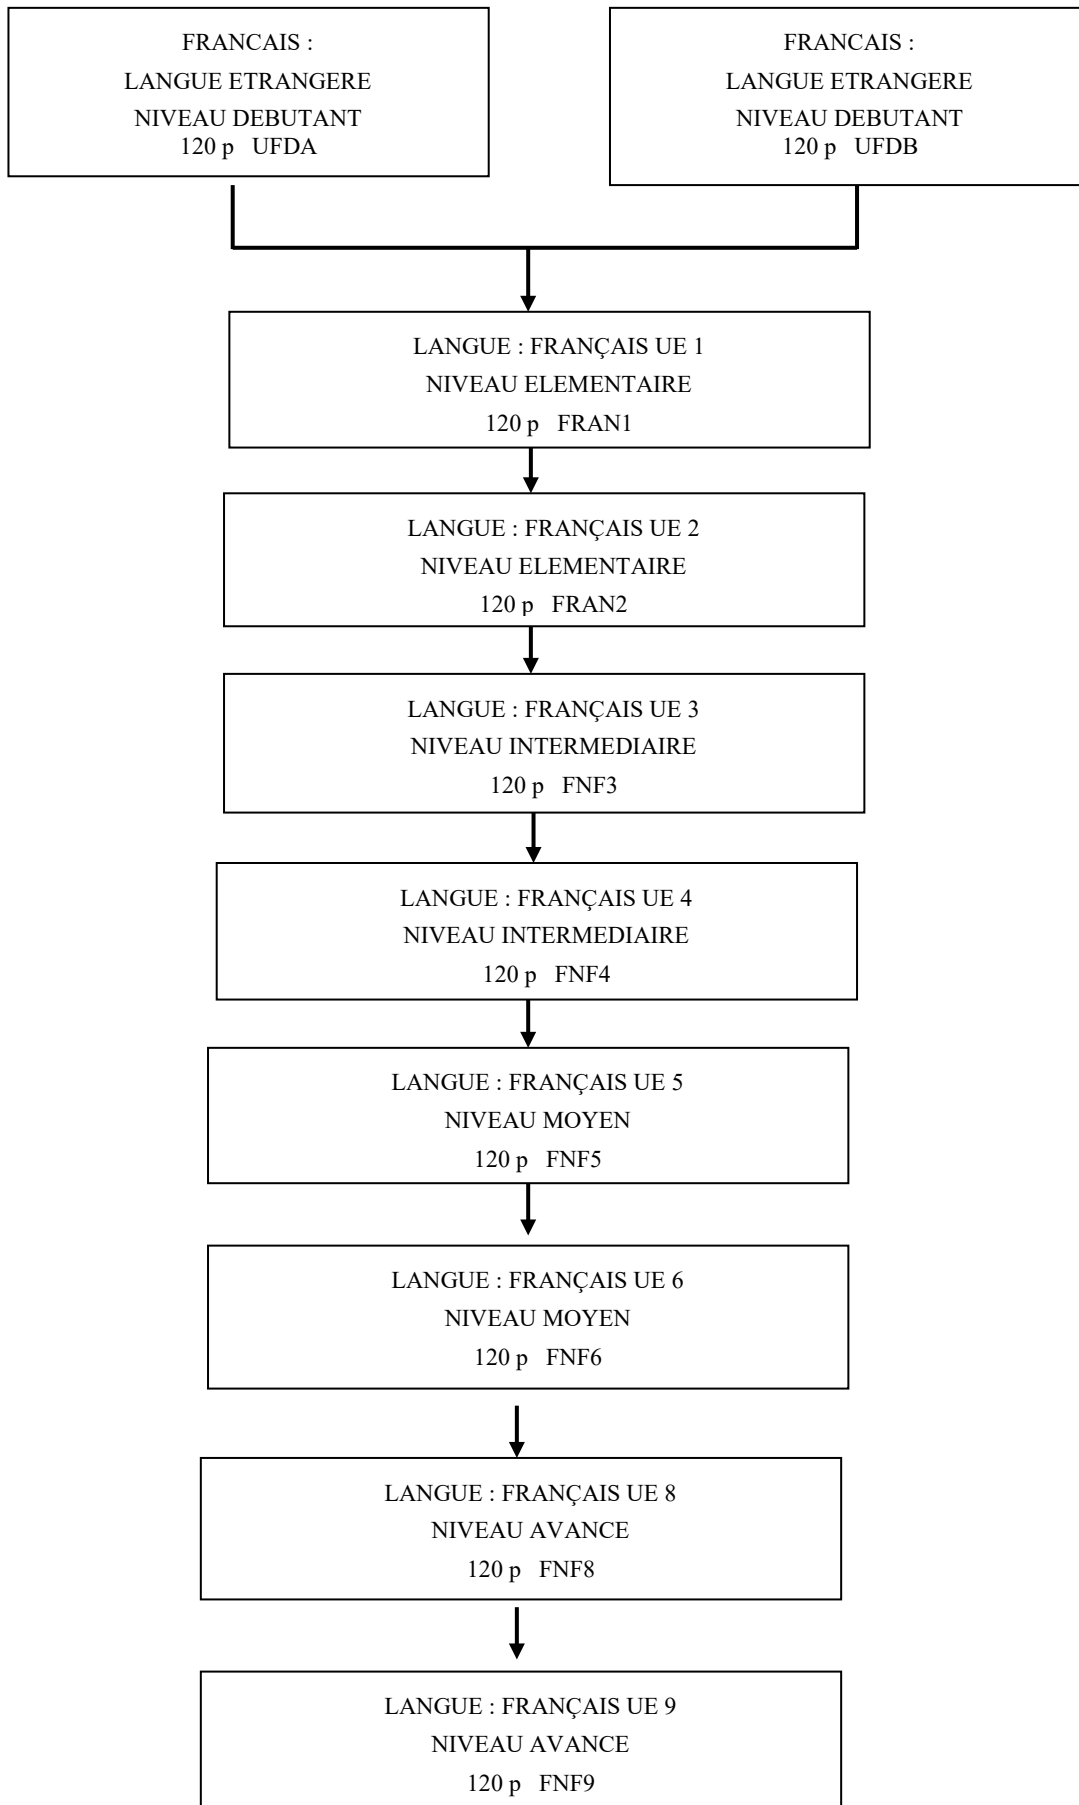 FRANCAIS :
LANGUE ETRANGERE
NIVEAU DEBUTANT
120 p UFDA
FRANCAIS :
LANGUE ETRANGERE
NIVEAU DEBUTANT
120 p UFDB
LANGUE : FRANÇAIS UE 1
NIVEAU ELEMENTAIRE
120 p FRAN1
LANGUE : FRANÇAIS UE 2
NIVEAU ELEMENTAIRE
120 p FRAN2
LANGUE : FRANÇAIS UE 3
NIVEAU INTERMEDIAIRE
120 p FNF3
LANGUE : FRANÇAIS UE 4
NIVEAU INTERMEDIAIRE
120 p FNF4
LANGUE : FRANÇAIS UE 5
NIVEAU MOYEN
120 p FNF5
LANGUE : FRANÇAIS UE 6
NIVEAU MOYEN
120 p FNF6
LANGUE : FRANÇAIS UE 8
NIVEAU AVANCE
120 p FNF8
LANGUE : FRANÇAIS UE 9
NIVEAU AVANCE
120 p FNF9